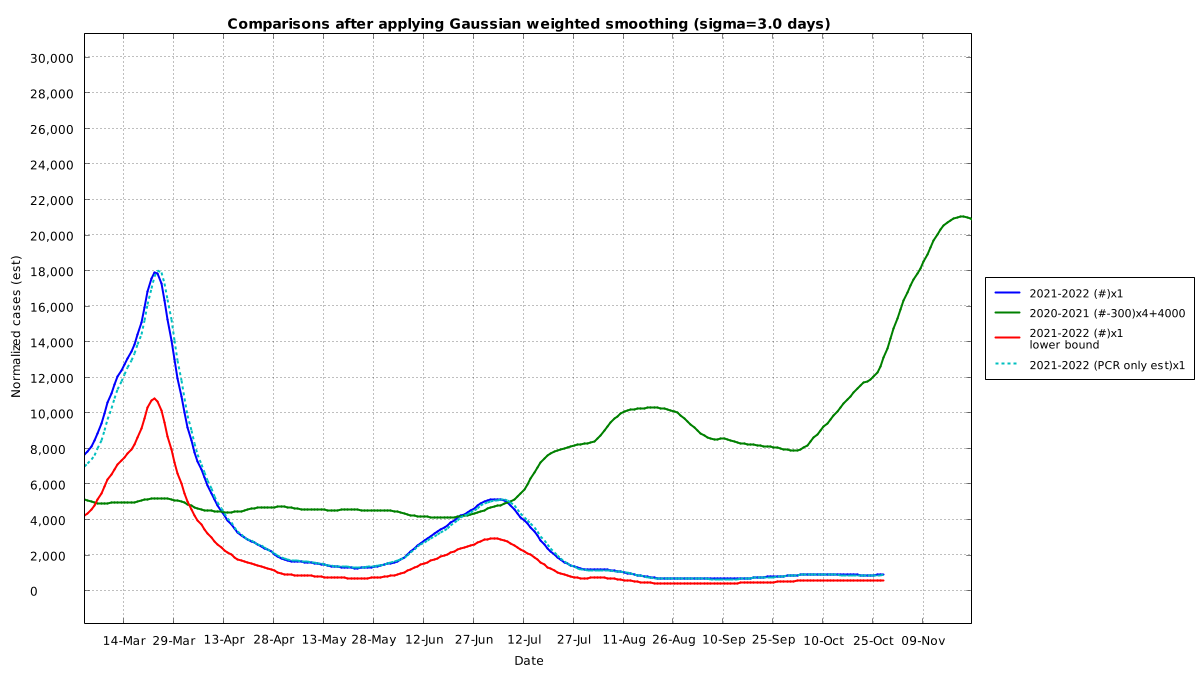 Comparisons after applying Gaussian weighted smoothing (sigma=3.0 days)
30,000
28,000
26,000
24,000
22,000
20,000
18,000
16,000
14,000
12,000
10,000
8,000
6,000
4,000
2,000
0
Normalized cases (est)
14-Mar 29-Mar 13-Apr 28-Apr 13-May 28-May 12-Jun 27-Jun 12-Jul 27-Jul 11-Aug 26-Aug 10-Sep 25-Sep 10-Oct 25-Oct 09-Nov
Date
2021-2022 (#)x1
2020-2021 (#-300)x4+4000
2021-2022 (#)x1
lower bound
2021-2022 (PCR only est)x1